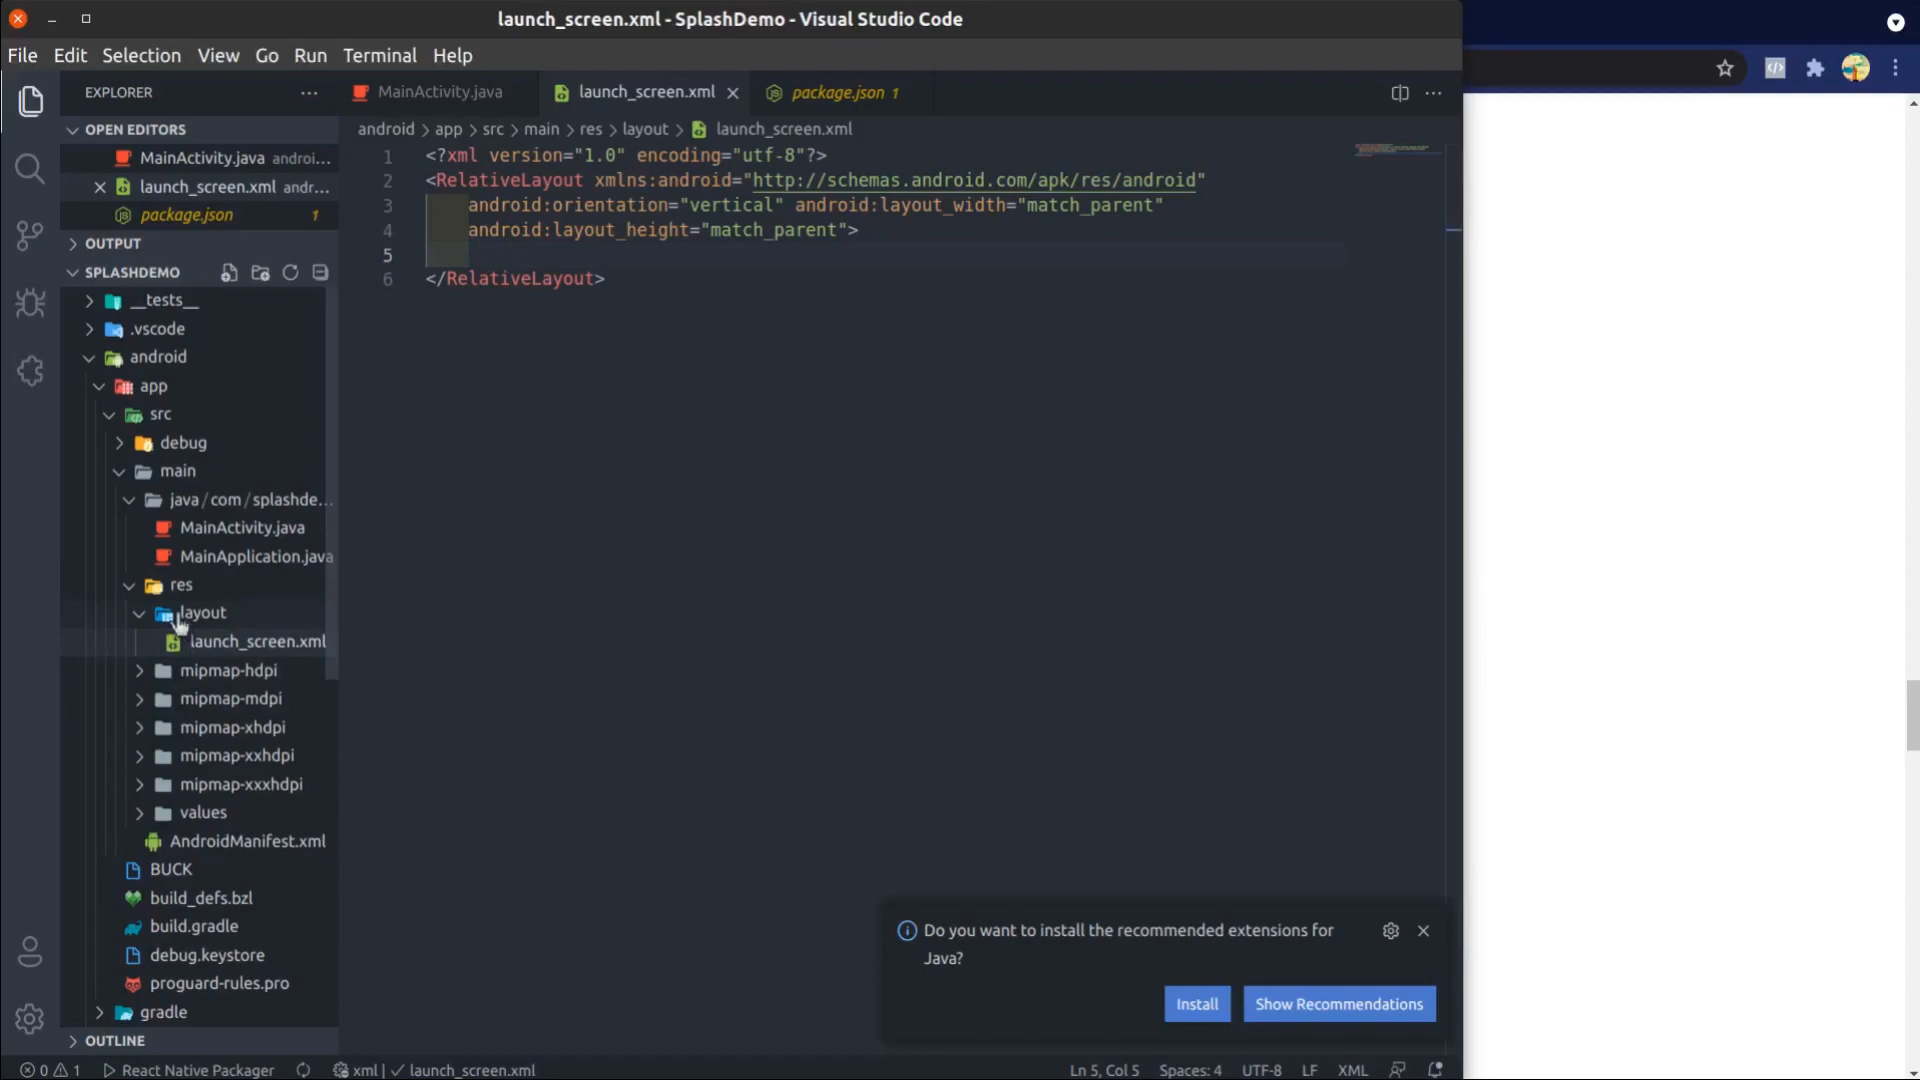 launch_screen.xml - SplashDemo - Visual Studio Code
File Edit Selection View Go Run Terminal Help
EXPLORER
MainActivity.java launch_screen.xml package.json 1
OPEN EDITORS
android > app > src > main > res > layout > launch_screen.xml
MainActivity.java androi...
launch_screen.xml andr...
package.json 1
OUTPUT
SPLASHDEMO
1 <?xml version="1.0" encoding="utf-8"?>
2 <RelativeLayout xmlns:android="http://schemas.android.com/apk/res/android"
3 android:orientation="vertical" android:layout_width="match_parent"
4 android:layout_height="match_parent">
5
6 </RelativeLayout>
__tests__
.vscode
android
app
src
debug
main
java/com/splashde...
MainActivity.java
MainApplication.java
res
layout
launch_screen.xml
mipmap-hdpi
mipmap-mdpi
mipmap-xhdpi
mipmap-xxhdpi
mipmap-xxxhdpi
values
AndroidManifest.xml
BUCK
build_defs.bzl
build.gradle
debug.keystore
proguard-rules.pro
gradle
OUTLINE
Do you want to install the recommended extensions for
Java?
Install Show Recommendations
0 1 React Native Packager xml | launch_screen.xml Ln 5, Col 5 Spaces: 4 UTF-8 LF XML